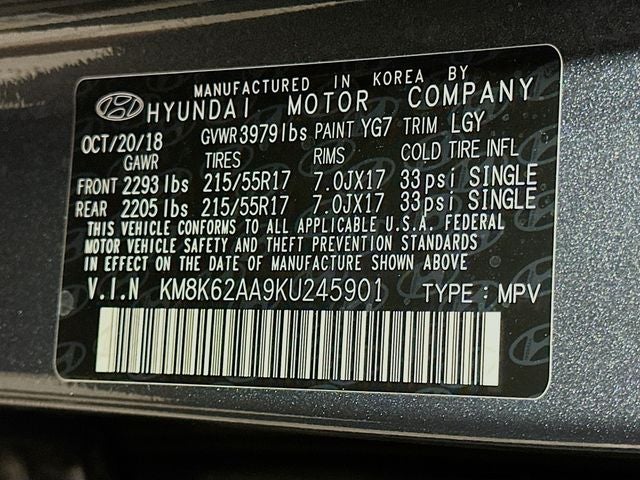 MANUFACTURED IN KOREA BY
HYUNDAI MOTOR COMPANY
OCT/20/18 GVWR 3979lbs PAINT YG7 TRIM LGY
GAWR TIRES RIMS COLD TIRE INFL
FRONT 2293 lbs 215/55R17 7.0JX17 33psi SINGLE
REAR 2205 lbs 215/55R17 7.0JX17 33psi SINGLE
THIS VEHICLE CONFORMS TO ALL APPLICABLE U.S.A. FEDERAL
MOTOR VEHICLE SAFETY AND THEFT PREVENTION STANDARDS
IN EFFECT ON THE DATE OF MANUFACTURE SHOWN ABOVE
V.I.N KM8K62AA9KU245901 TYPE : MPV